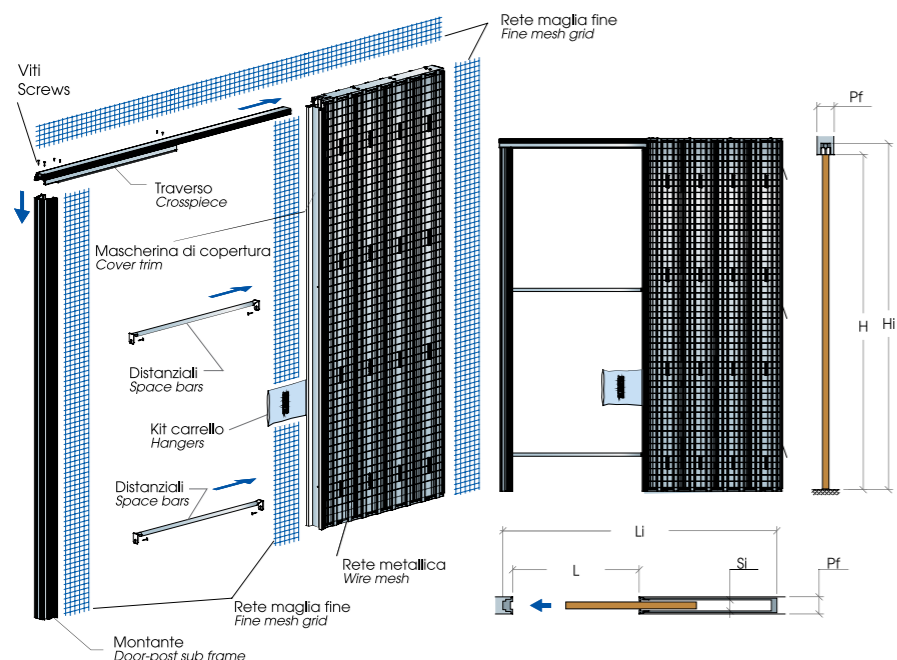 Rete maglia fine
Fine mesh grid
Viti
Screws
Traverso
Crosspiece
Mascherina di copertura
Cover trim
Distanziali
Space bars
Kit carrello
Hangers
Distanziali
Space bars
Rete metallica
Wire mesh
Rete maglia fine
Fine mesh grid
Montante
Door-post sub frame
Pf
H
Hi
Li
L
Si
Pf